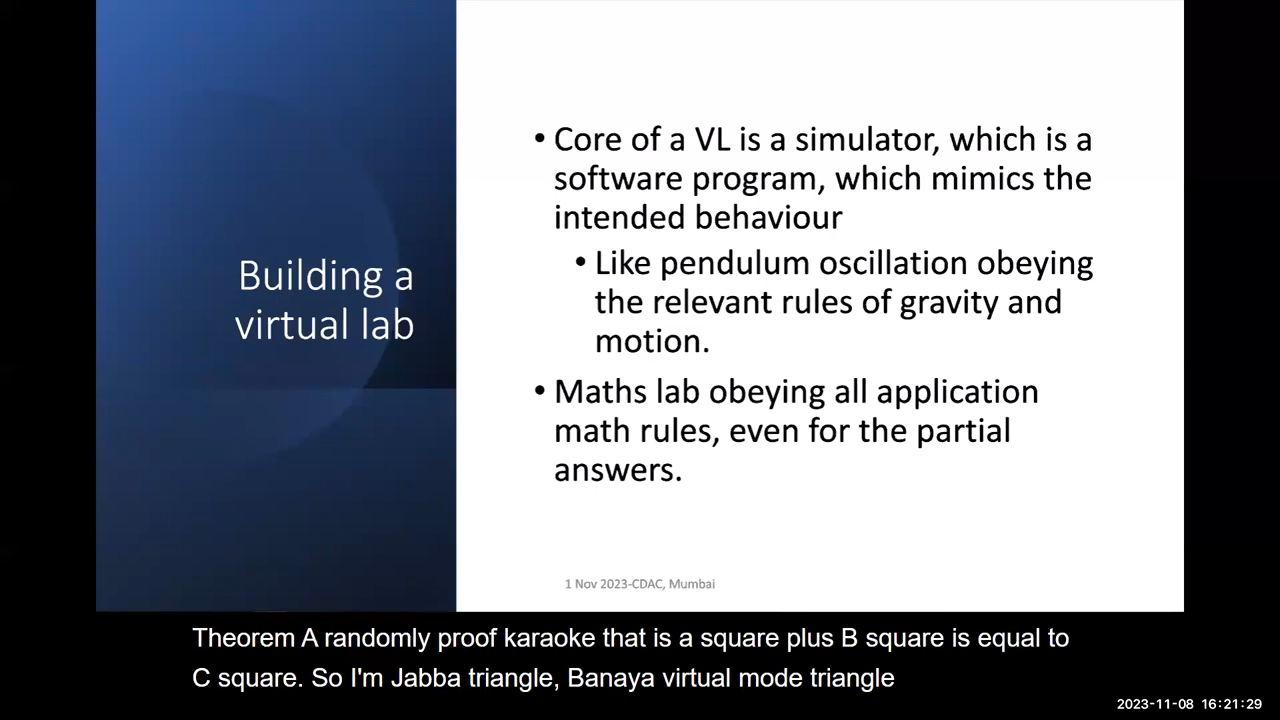 Building a
virtual lab
• Core of a VL is a simulator, which is a
software program, which mimics the
intended behaviour
• Like pendulum oscillation obeying
the relevant rules of gravity and
motion.
• Maths lab obeying all application
math rules, even for the partial
answers.
1 Nov 2023-CDAC, Mumbai
Theorem A randomly proof karaoke that is a square plus B square is equal to
C square. So I'm Jabba triangle, Banaya virtual mode triangle
2023-11-08 16:21:29